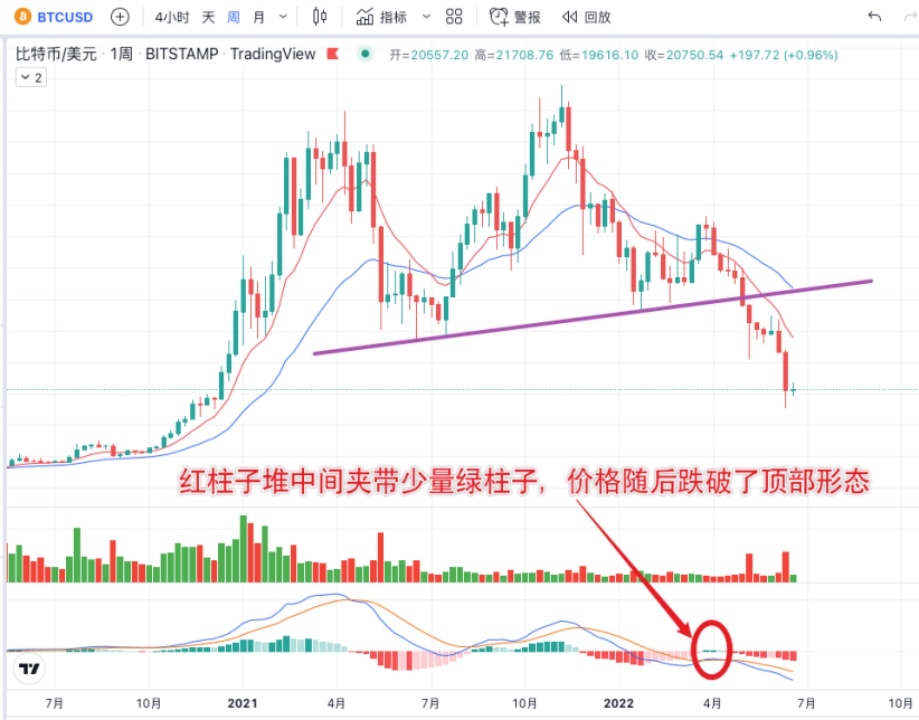 BTCUSD 4小时 天 周 月 指标 警报 回放
比特币/美元 · 1周 · BITSTAMP · TradingView 开=20557.20 高=21708.76 低=19616.10 收=20750.54 +197.72 (+0.96%)
2
红柱子堆中间夹带少量绿柱子，价格随后跌破了顶部形态
7月 10月 2021 4月 7月 10月 2022 4月 7月 10月